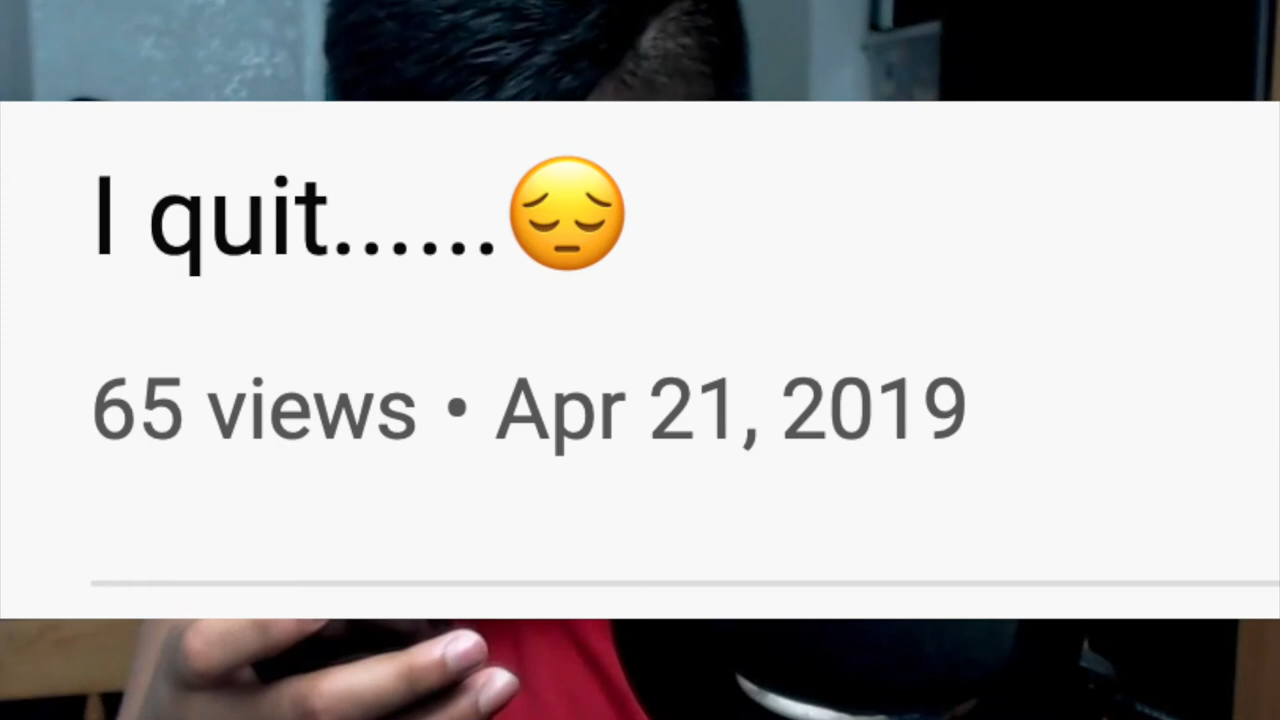 I quit......😔
65 views • Apr 21, 2019